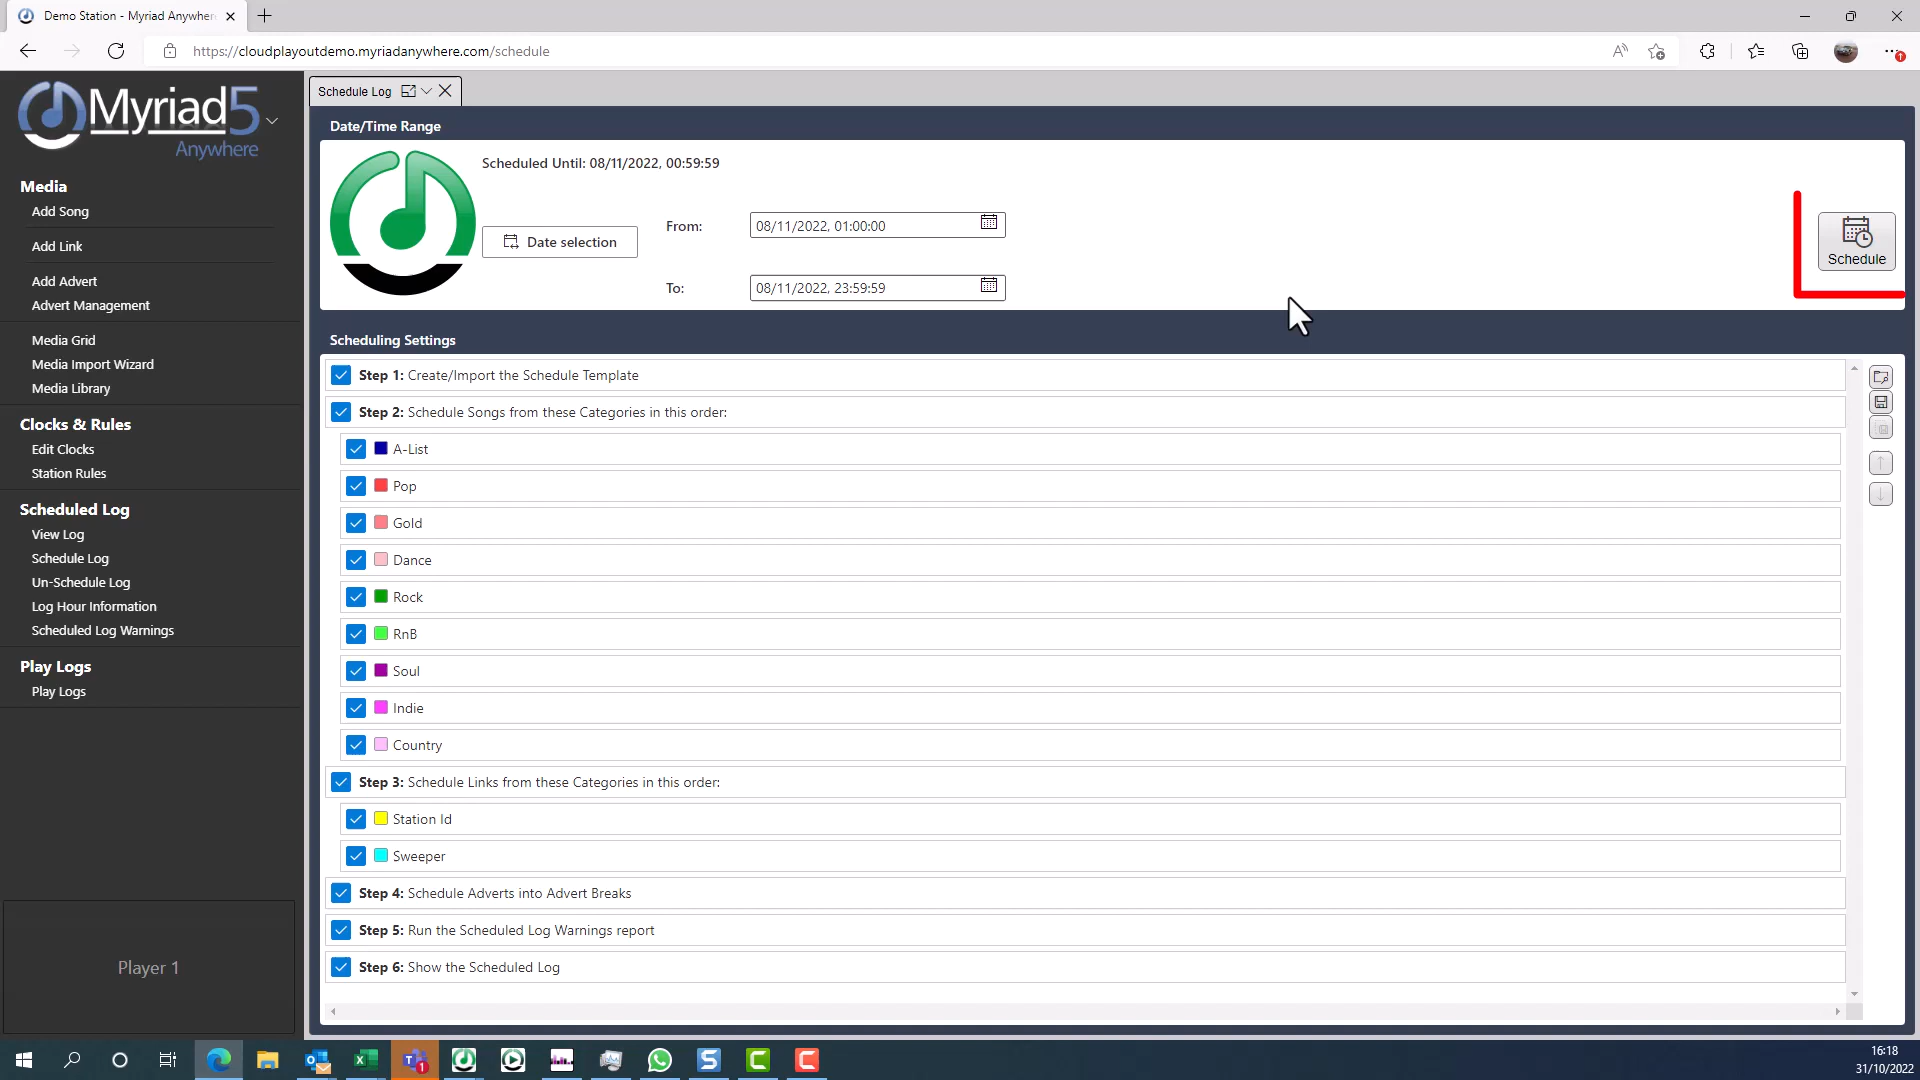 Demo Station - Myriad Anywher
https://cloudplayoutdemo.myriadanywhere.com/schedule
Myriad5
Anywhere
Media
Add Song
Add Link
Add Advert
Advert Management
Media Grid
Media Import Wizard
Media Library
Clocks & Rules
Edit Clocks
Station Rules
Scheduled Log
View Log
Schedule Log
Un-Schedule Log
Log Hour Information
Scheduled Log Warnings
Play Logs
Play Logs
Player 1
Schedule Log
Date/Time Range
Scheduled Until: 08/11/2022, 00:59:59
Date selection
From:
08/11/2022, 01:00:00
To:
08/11/2022, 23:59:59
Schedule
Scheduling Settings
Step 1: Create/Import the Schedule Template
Step 2: Schedule Songs from these Categories in this order:
A-List
Pop
Gold
Dance
Rock
RnB
Soul
Indie
Country
Step 3: Schedule Links from these Categories in this order:
Station Id
Sweeper
Step 4: Schedule Adverts into Advert Breaks
Step 5: Run the Scheduled Log Warnings report
Step 6: Show the Scheduled Log
16:18
31/10/2022